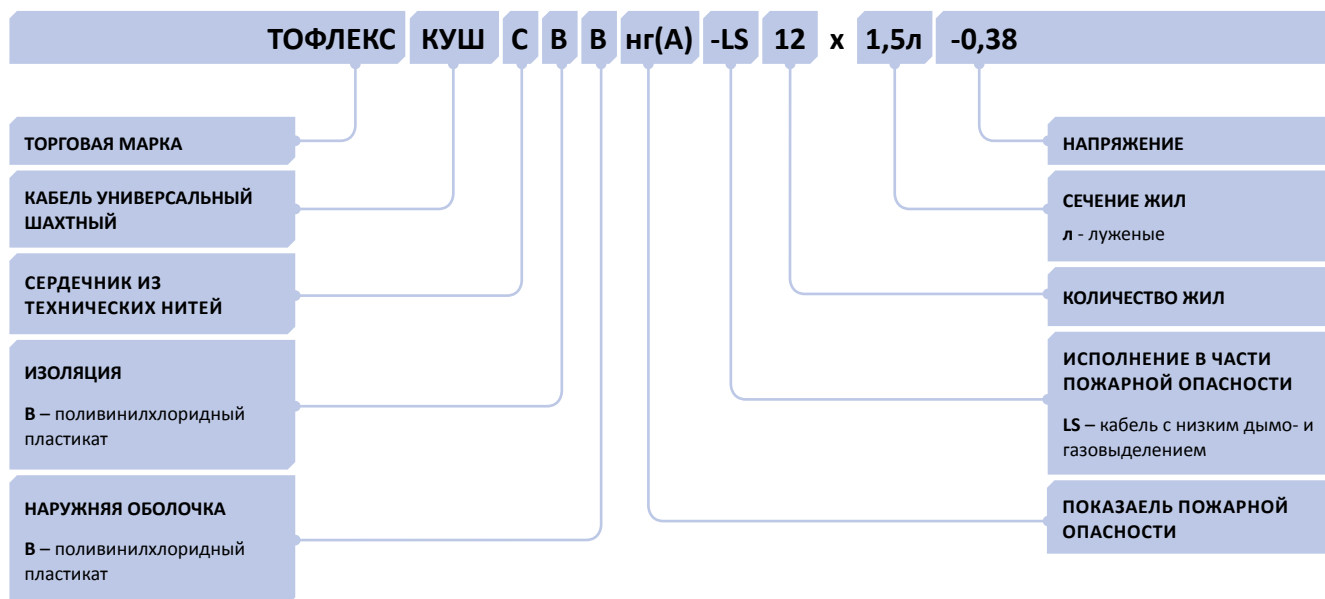 ТОФЛЕКС КУШ С В В нг(А) -LS 12 х 1,5л -0,38
ТОРГОВАЯ МАРКА
КАБЕЛЬ УНИВЕРСАЛЬНЫЙ
ШАХТНЫЙ
СЕРДЕЧНИК ИЗ
ТЕХНИЧЕСКИХ НИТЕЙ
ИЗОЛЯЦИЯ
В – поливинилхлоридный
пластикат
НАРУЖНЯЯ ОБОЛОЧКА
В – поливинилхлоридный
пластикат
НАПРЯЖЕНИЕ
СЕЧЕНИЕ ЖИЛ
л - луженые
КОЛИЧЕСТВО ЖИЛ
ИСПОЛНЕНИЕ В ЧАСТИ
ПОЖАРНОЙ ОПАСНОСТИ
LS – кабель с низким дымо- и
газовыделением
ПОКАЗАЕЛЬ ПОЖАРНОЙ
ОПАСНОСТИ